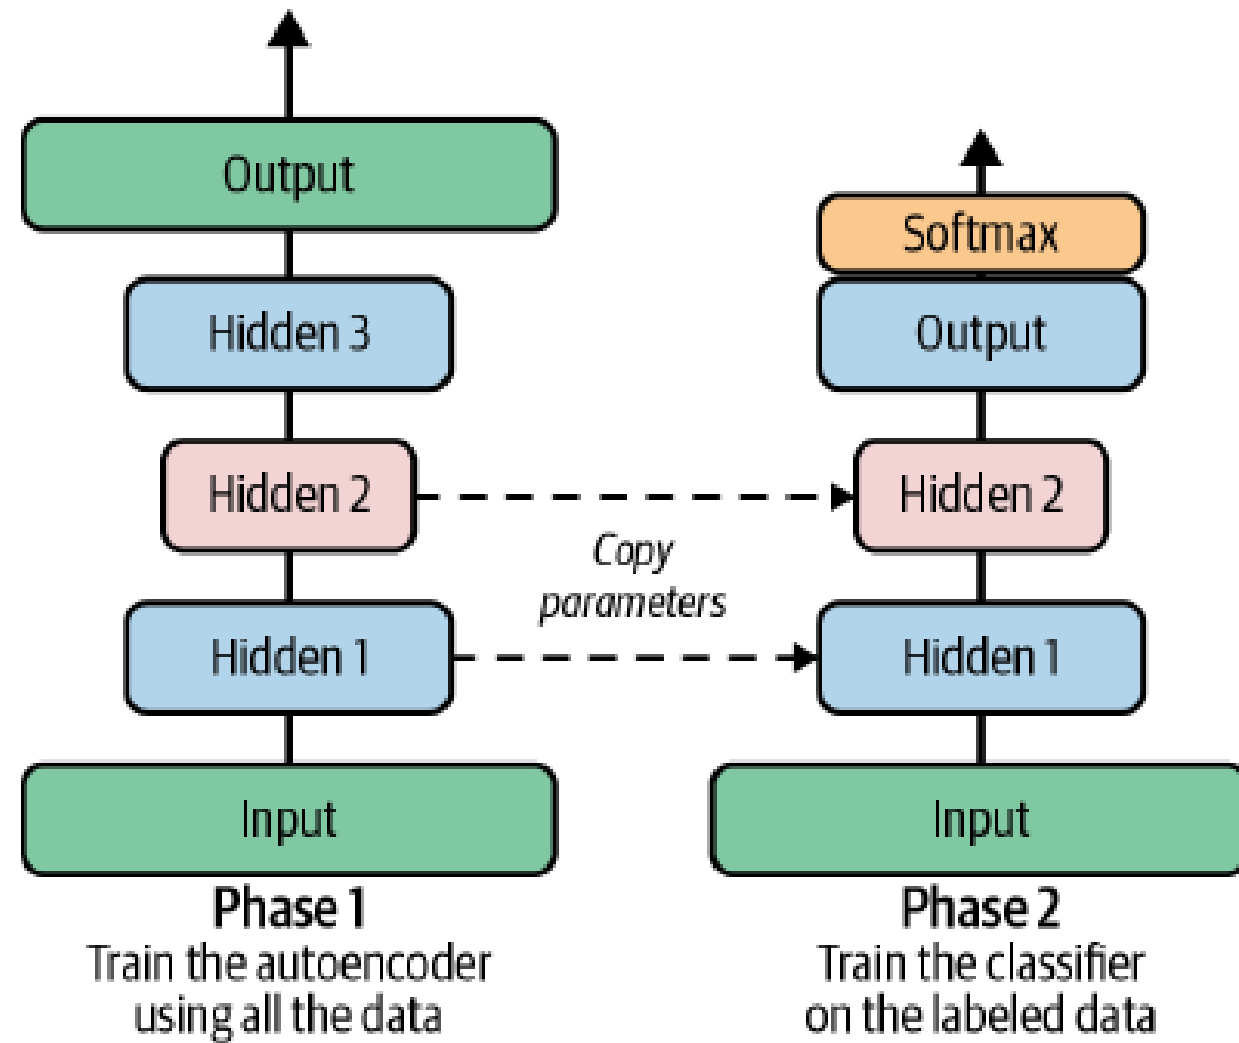 Output
Hidden 3
Hidden 2
Hidden 1
Input
Phase 1
Train the autoencoder
using all the data
Copy
parameters
Softmax
Output
Hidden 2
Hidden 1
Input
Phase 2
Train the classifier
on the labeled data